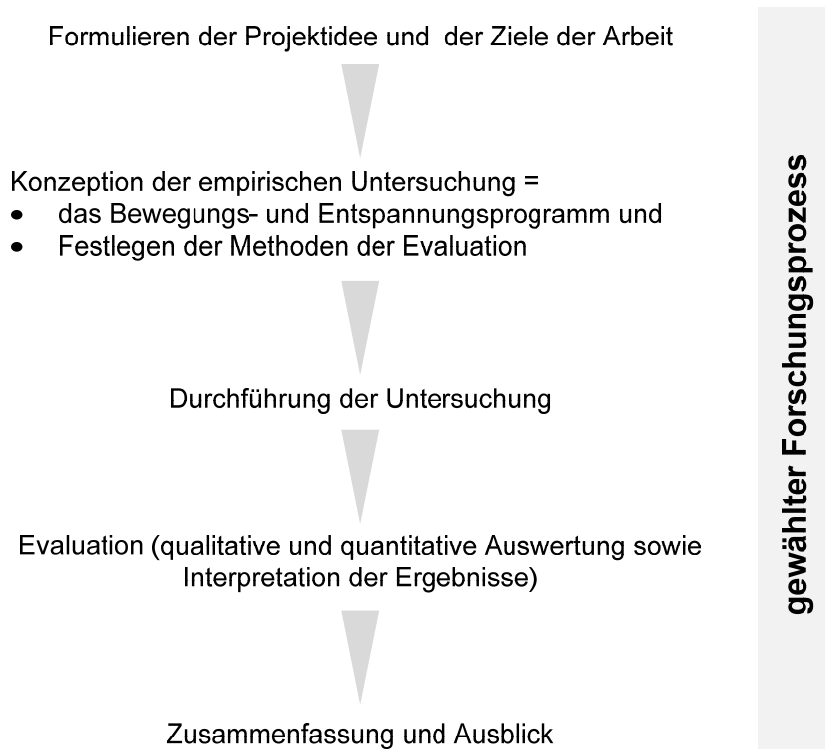 Formulieren der Projektidee und  der Ziele der Arbeit
Konzeption der empirischen Untersuchung =
• das Bewegungs- und Entspannungsprogramm und
• Festlegen der Methoden der Evaluation
Durchführung der Untersuchung
Evaluation (qualitative und quantitative Auswertung sowie
Interpretation der Ergebnisse)
Zusammenfassung und Ausblick
gewählter Forschungsprozess